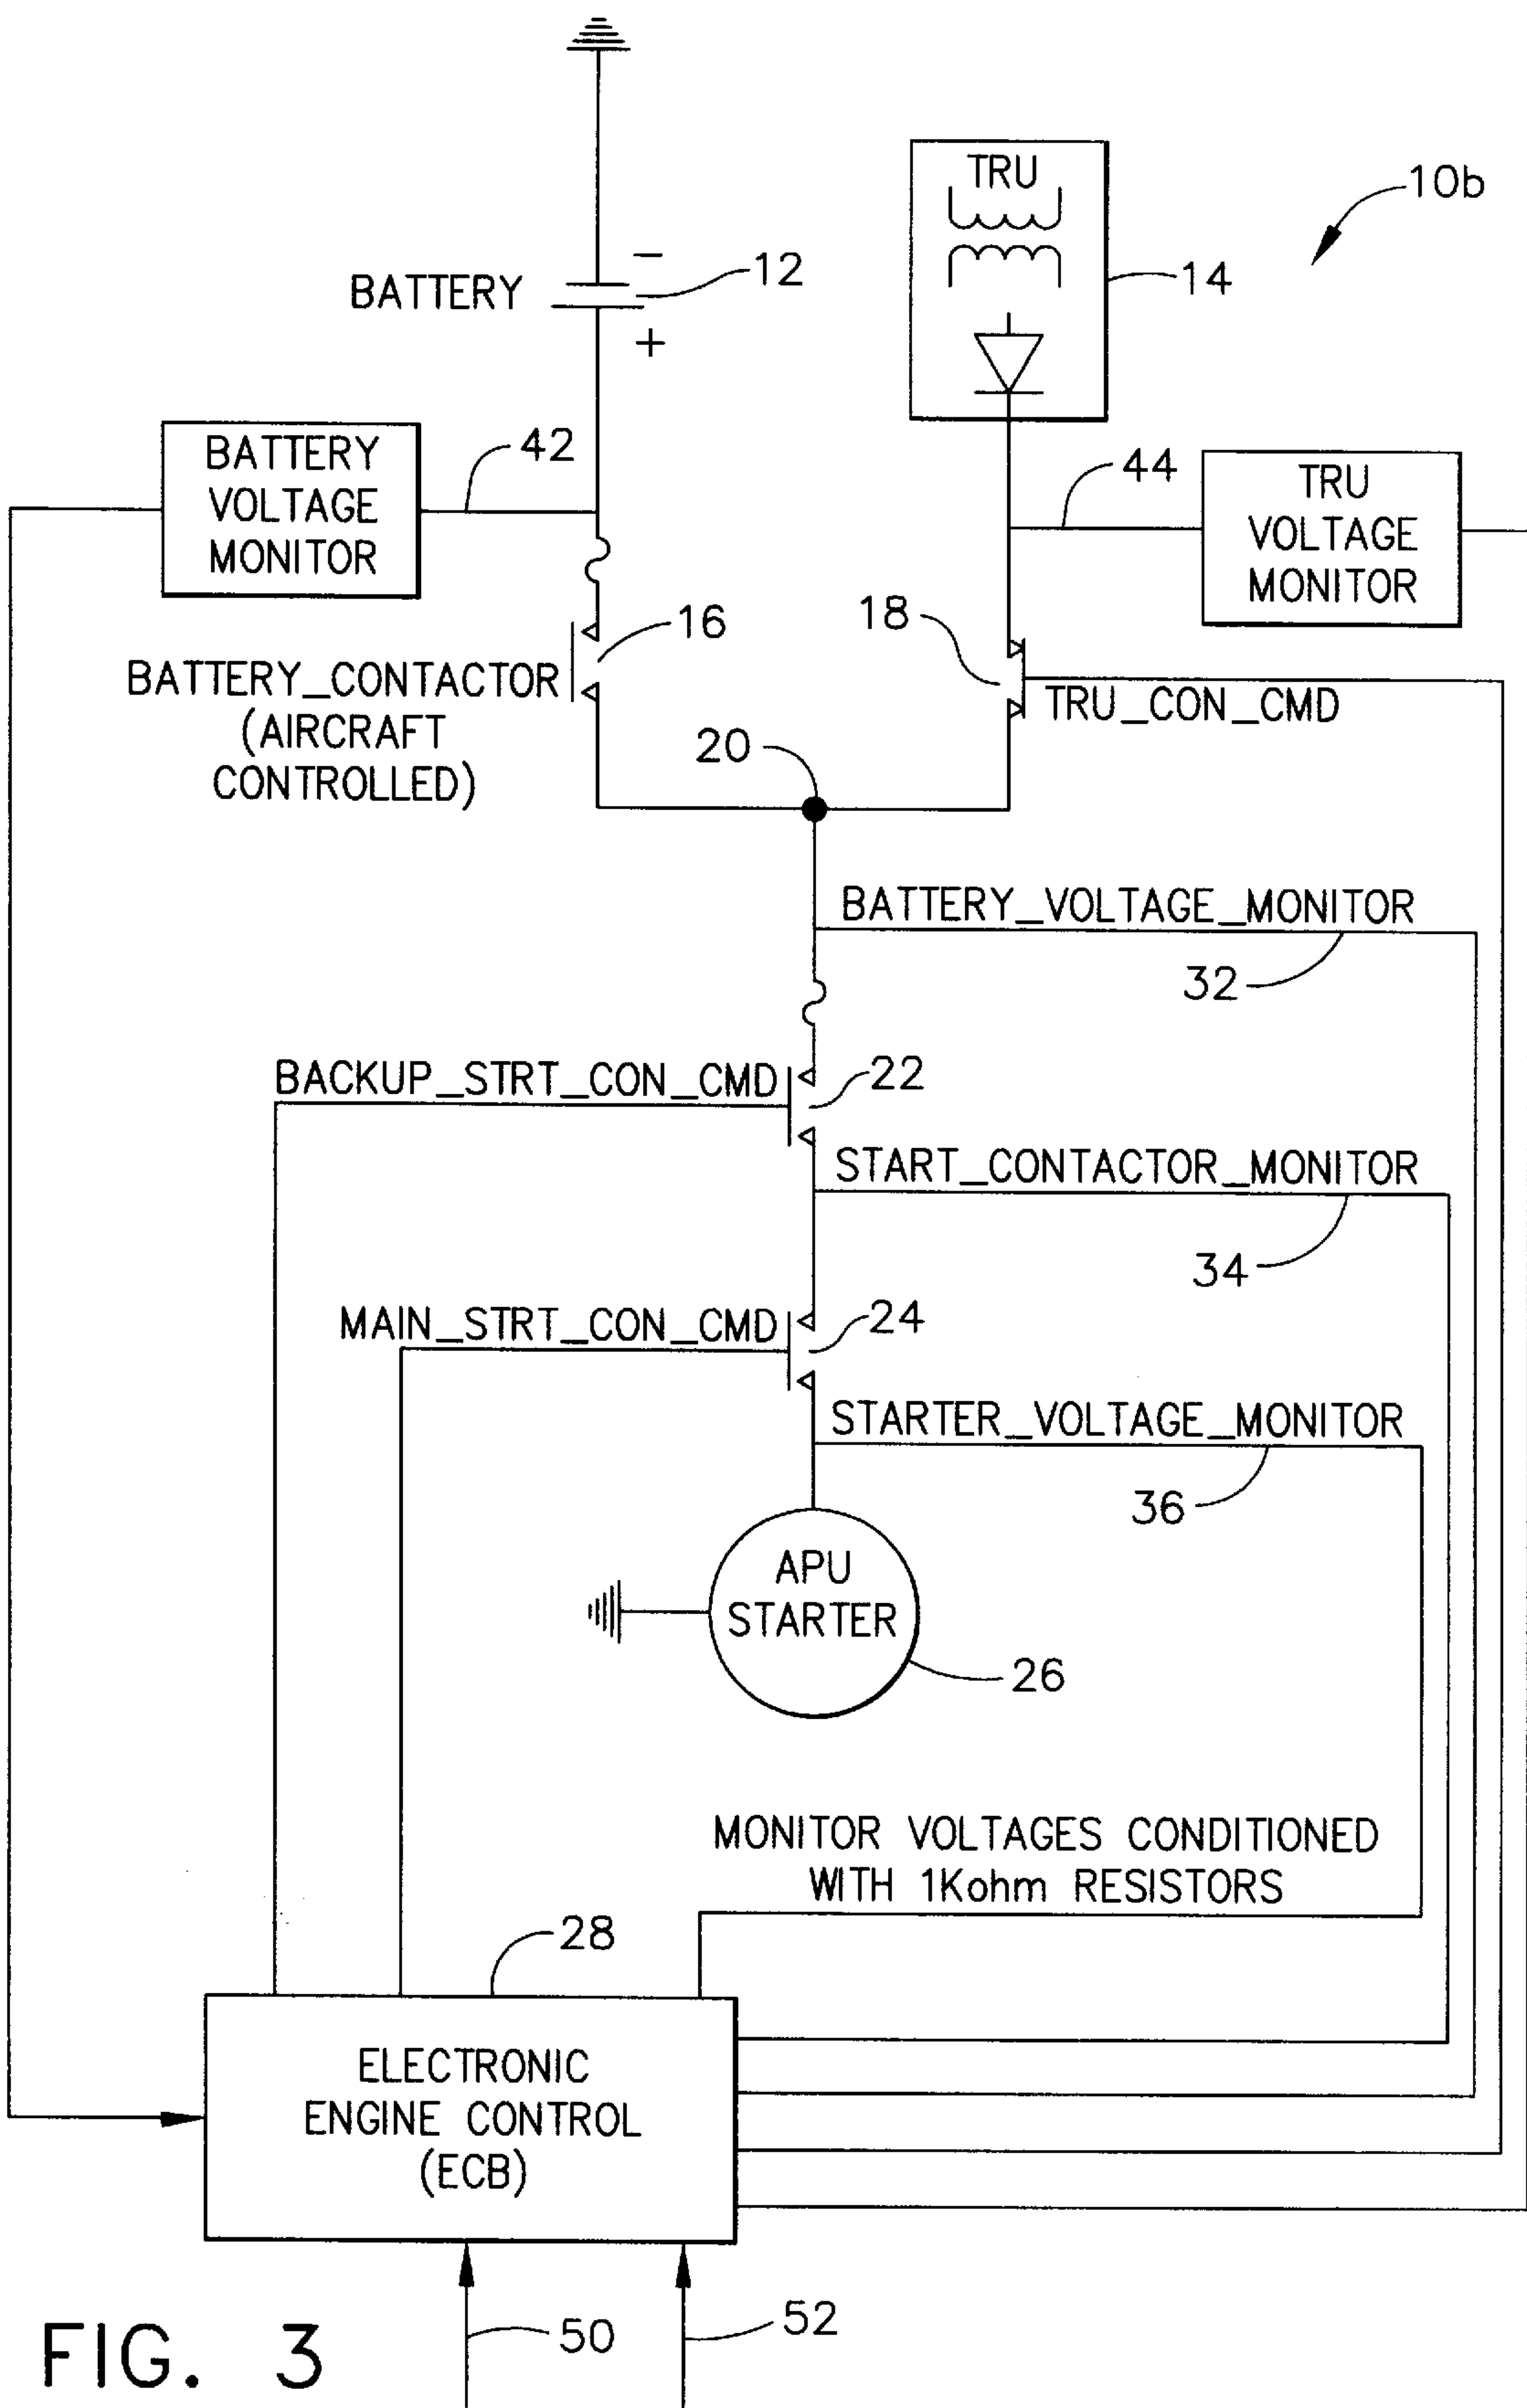 TRU
10b
−
12
BATTERY
14
+
BATTERY
VOLTAGE
MONITOR
42
44
TRU
VOLTAGE
MONITOR
16
18
BATTERY_CONTACTOR
(AIRCRAFT
CONTROLLED)
TRU_CON_CMD
20
BATTERY_VOLTAGE_MONITOR
32
BACKUP_STRT_CON_CMD
22
START_CONTACTOR_MONITOR
34
MAIN_STRT_CON_CMD
24
STARTER_VOLTAGE_MONITOR
36
APU
STARTER
26
MONITOR VOLTAGES CONDITIONED
WITH 1Kohm RESISTORS
28
ELECTRONIC
ENGINE CONTROL
(ECB)
50
52
FIG. 3